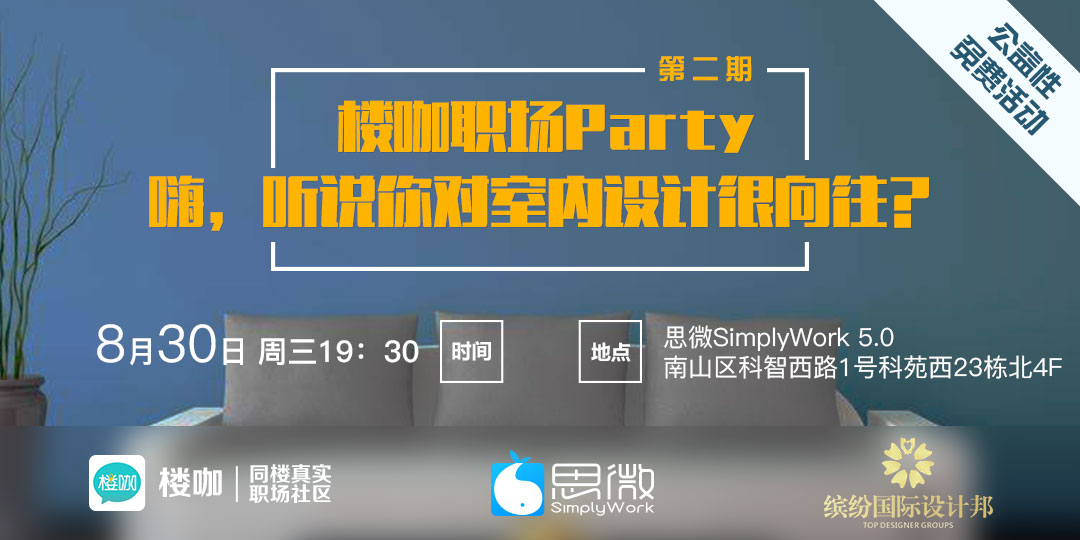 公益性
免费活动
第二期
楼咖职场Party
嗨，听说你对室内设计很向往？
8月30日 周三19：30
时间
地点
思微SimplyWork 5.0
南山区科智西路1号科苑西23栋北4F
楼咖
楼咖
同楼真实
职场社区
思微
SimplyWork
缤纷国际设计邦
TOP DESIGNER GROUPS